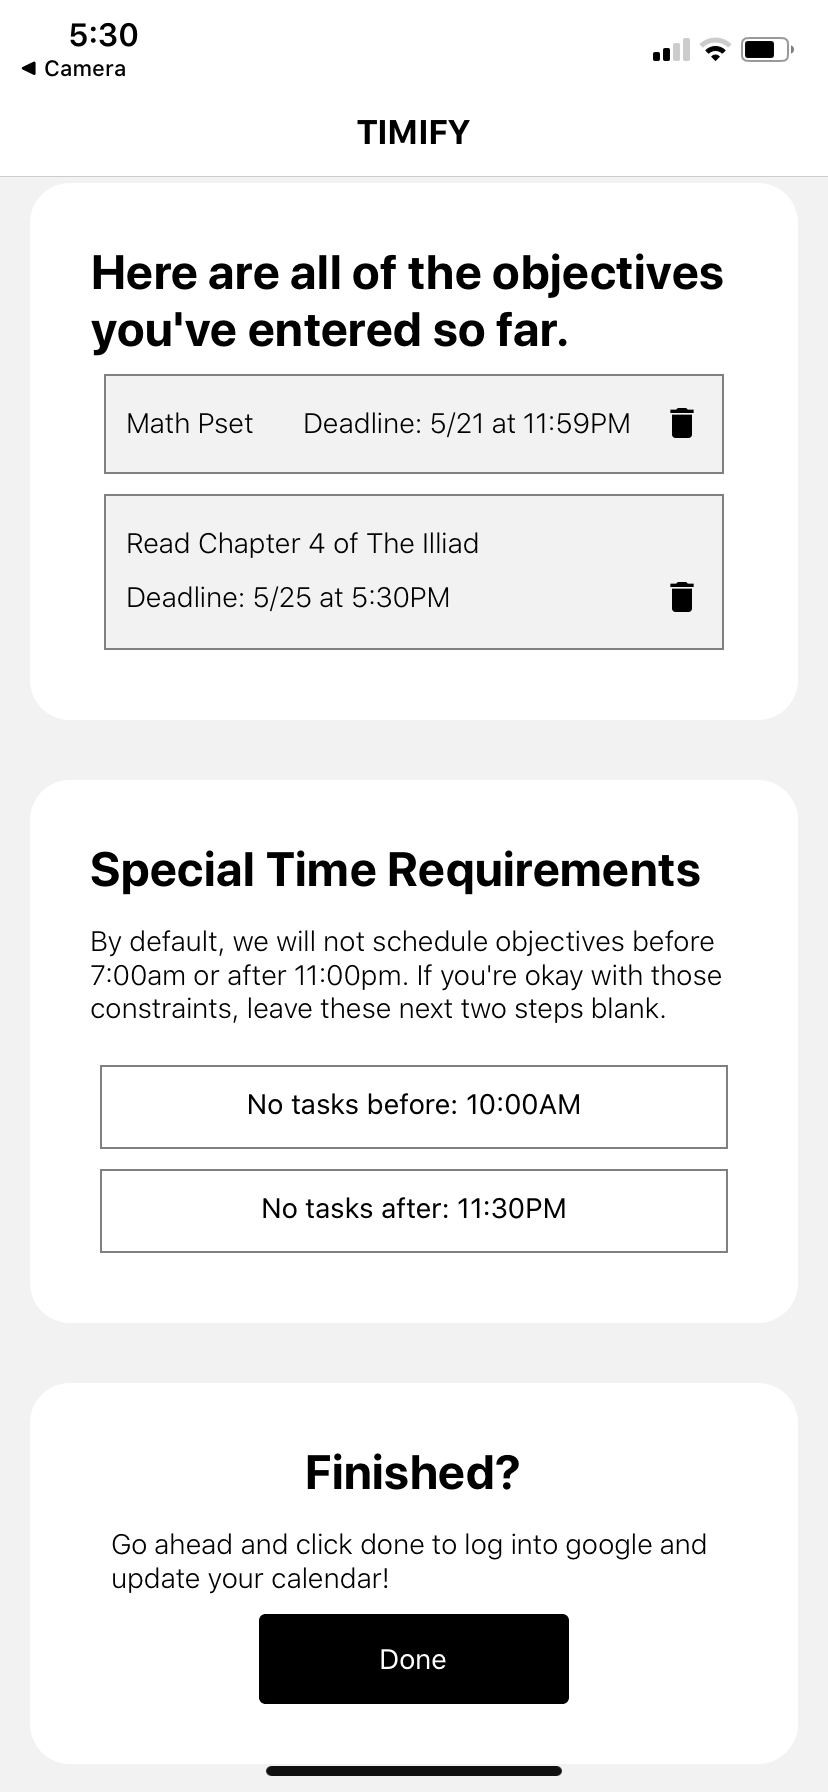 5:30
◀ Camera
TIMIFY
Here are all of the objectives
you've entered so far.
Math Pset Deadline: 5/21 at 11:59PM
Read Chapter 4 of The Illiad
Deadline: 5/25 at 5:30PM
Special Time Requirements
By default, we will not schedule objectives before
7:00am or after 11:00pm. If you're okay with those
constraints, leave these next two steps blank.
No tasks before: 10:00AM
No tasks after: 11:30PM
Finished?
Go ahead and click done to log into google and
update your calendar!
Done